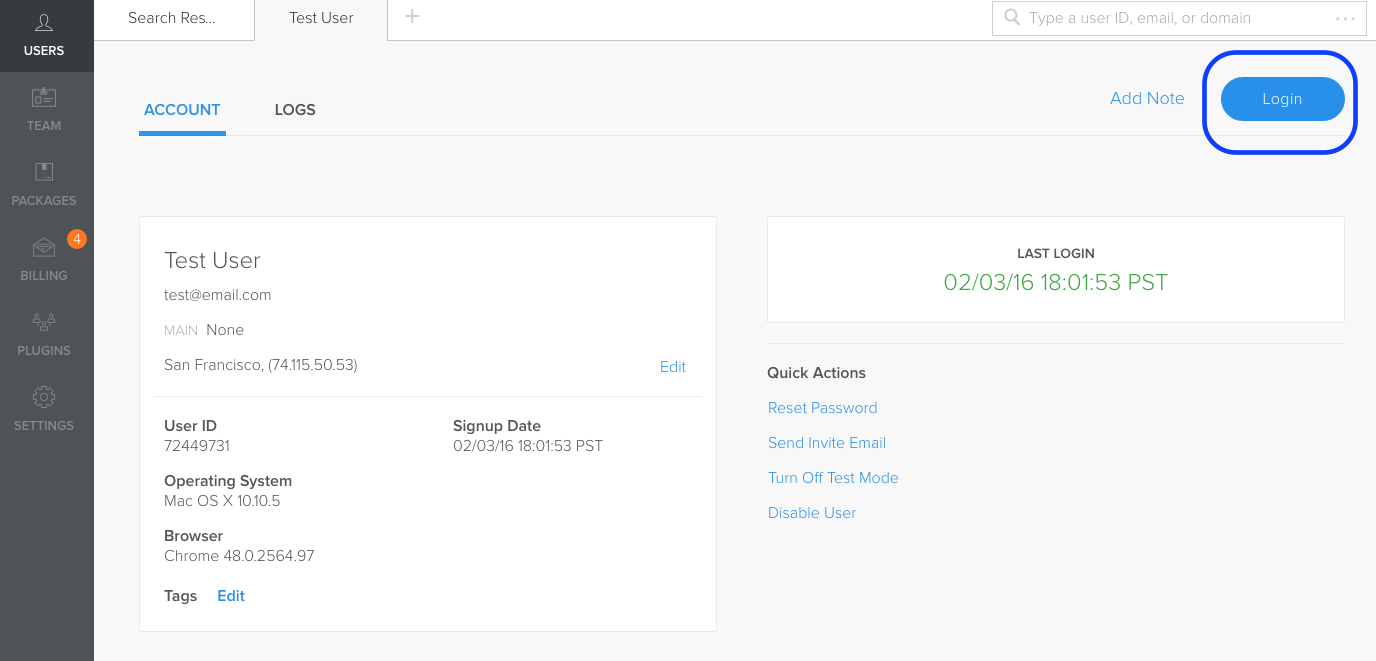 USERS
TEAM
PACKAGES
4
BILLING
PLUGINS
SETTINGS
Search Res...
Test User
Type a user ID, email, or domain
ACCOUNT
LOGS
Add Note
Login
Test User
test@email.com
MAIN None
San Francisco, (74.115.50.53)
Edit
User ID
72449731
Signup Date
02/03/16 18:01:53 PST
Operating System
Mac OS X 10.10.5
Browser
Chrome 48.0.2564.97
Tags Edit
LAST LOGIN
02/03/16 18:01:53 PST
Quick Actions
Reset Password
Send Invite Email
Turn Off Test Mode
Disable User